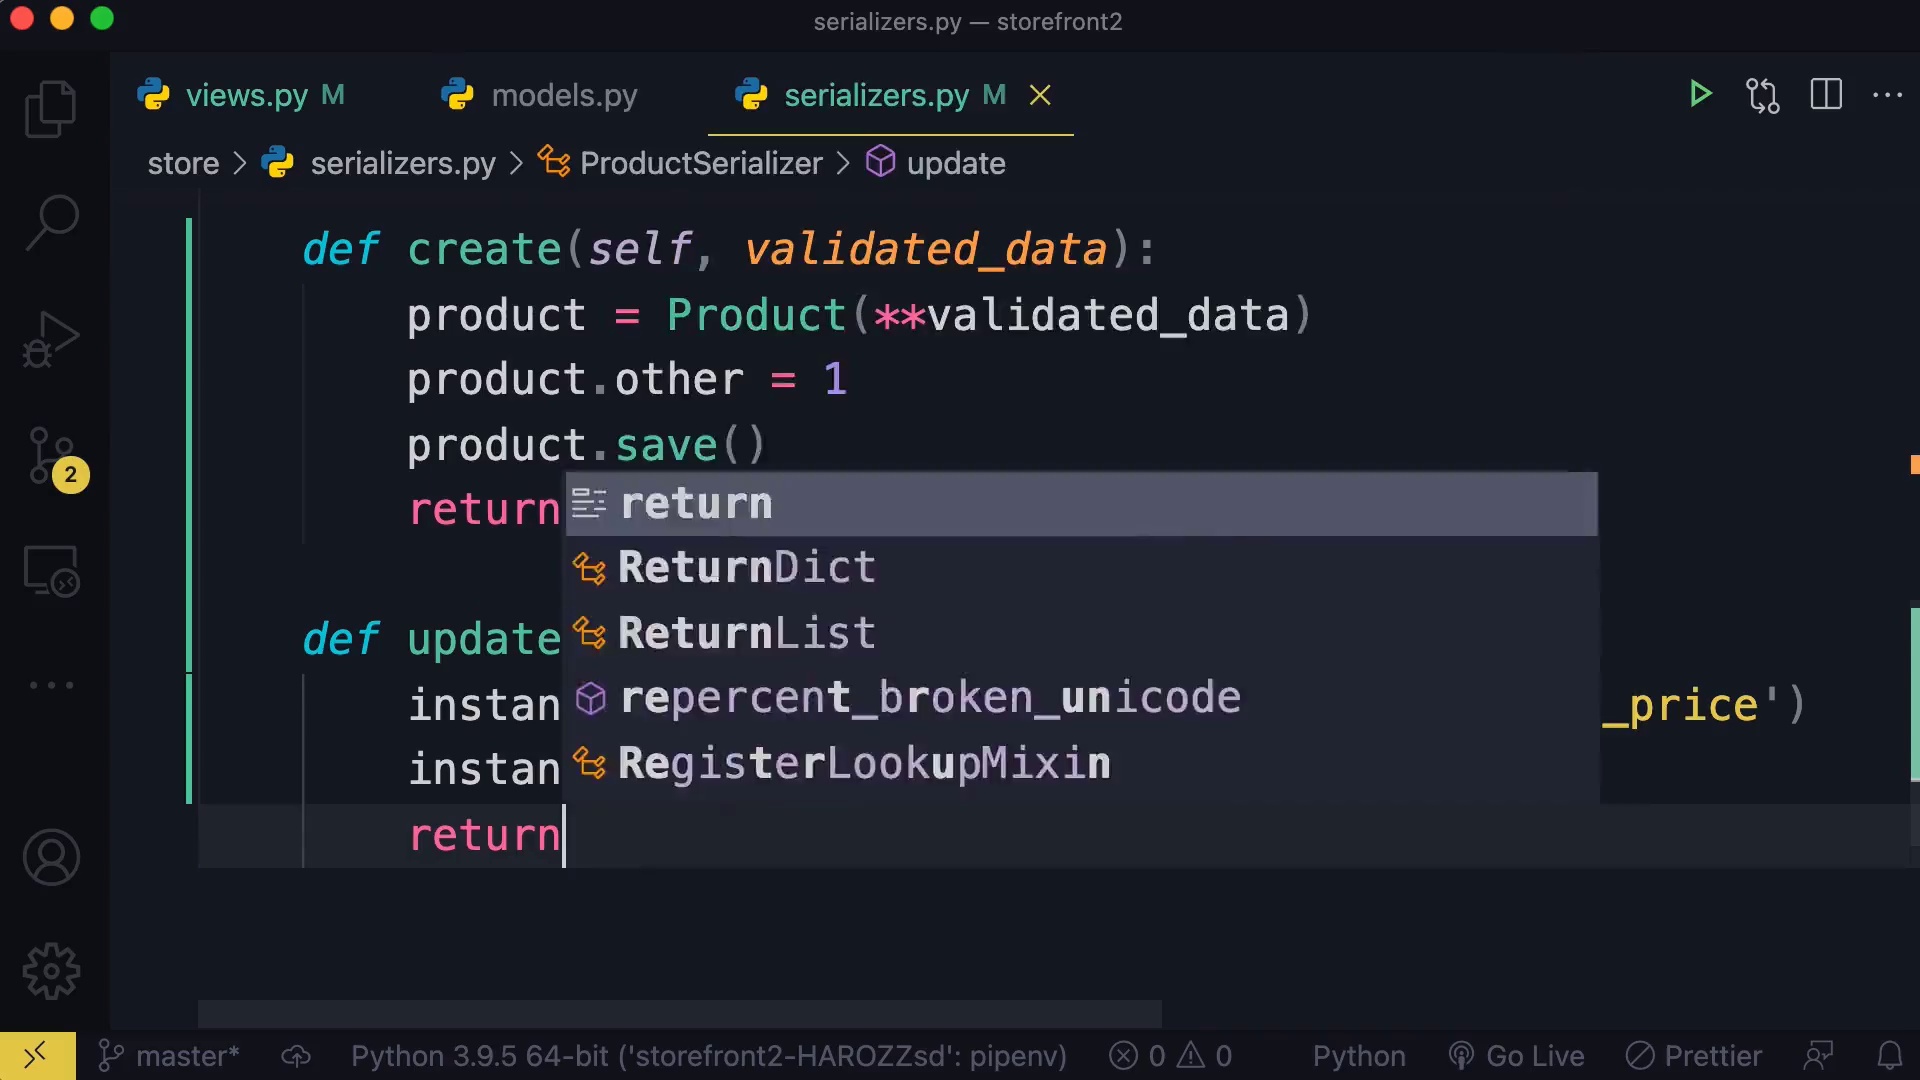 serializers.py — storefront2
views.py M models.py serializers.py M
store > serializers.py > ProductSerializer > update
def create(self, validated_data):
product = Product(**validated_data)
product.other = 1
product.save()
return
return
ReturnDict
ReturnList
repercent_broken_unicode
RegisterLookupMixin
def update
instan _price')
instan
return
2
master* Python 3.9.5 64-bit ('storefront2-HAROZZsd': pipenv) 0 0 Python Go Live Prettier